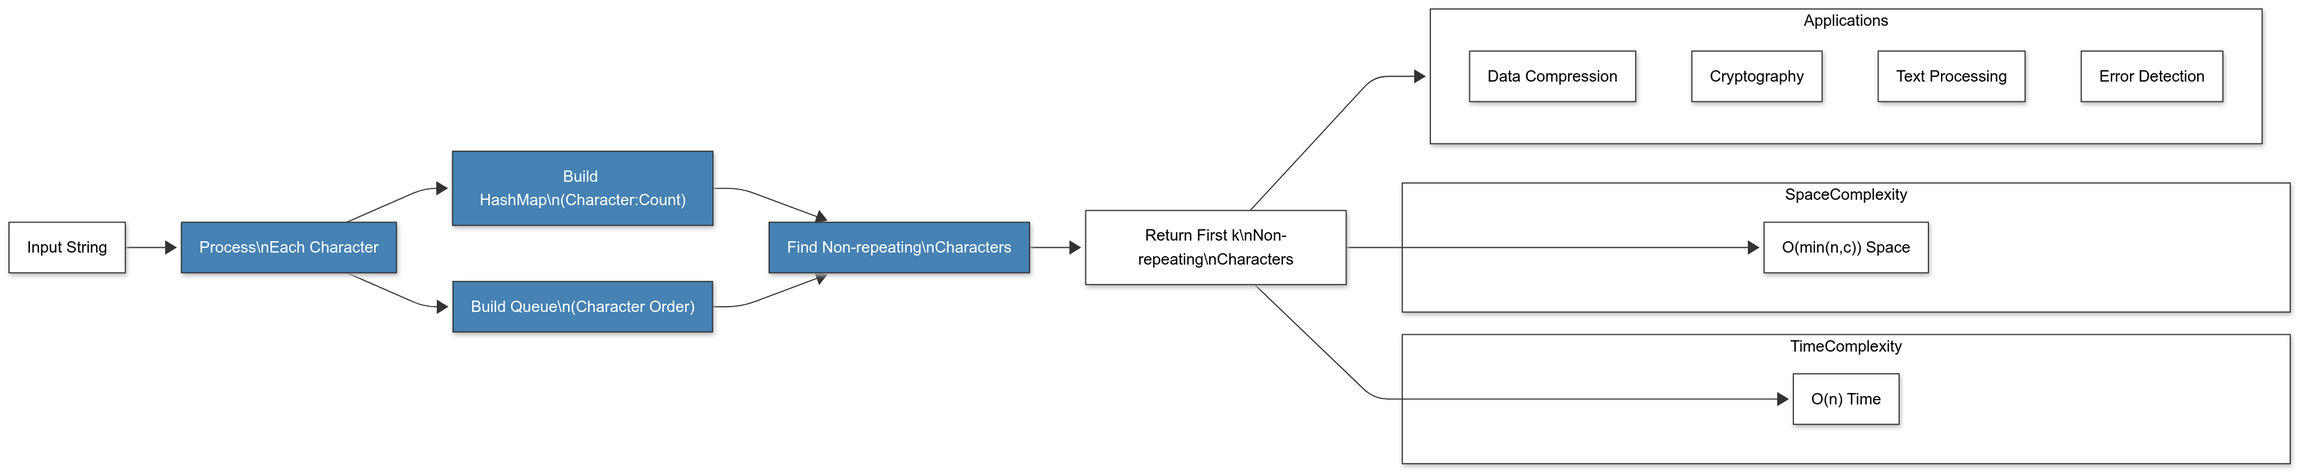 Input String
Process\nEach Character
Build
HashMap\n(Character:Count)
Build Queue\n(Character Order)
Find Non-repeating\nCharacters
Return First k\nNon-
repeating\nCharacters
Applications
Data Compression
Cryptography
Text Processing
Error Detection
SpaceComplexity
O(min(n,c)) Space
TimeComplexity
O(n) Time